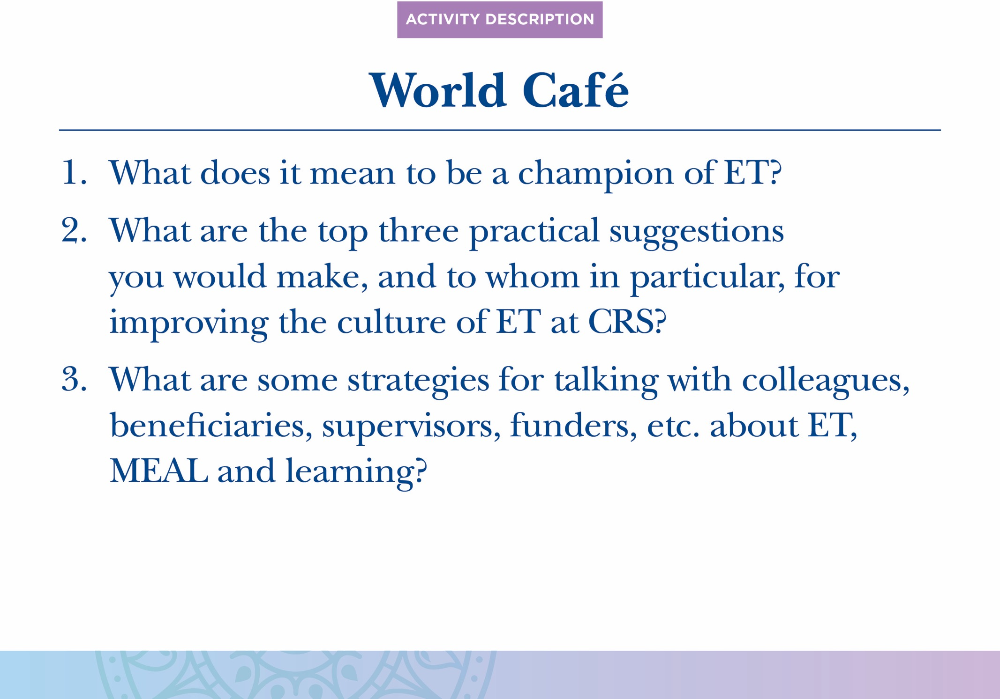 ACTIVITY DESCRIPTION
World Café
1. What does it mean to be a champion of ET?
2. What are the top three practical suggestions
you would make, and to whom in particular, for
improving the culture of ET at CRS?
3. What are some strategies for talking with colleagues,
beneficiaries, supervisors, funders, etc. about ET,
MEAL and learning?